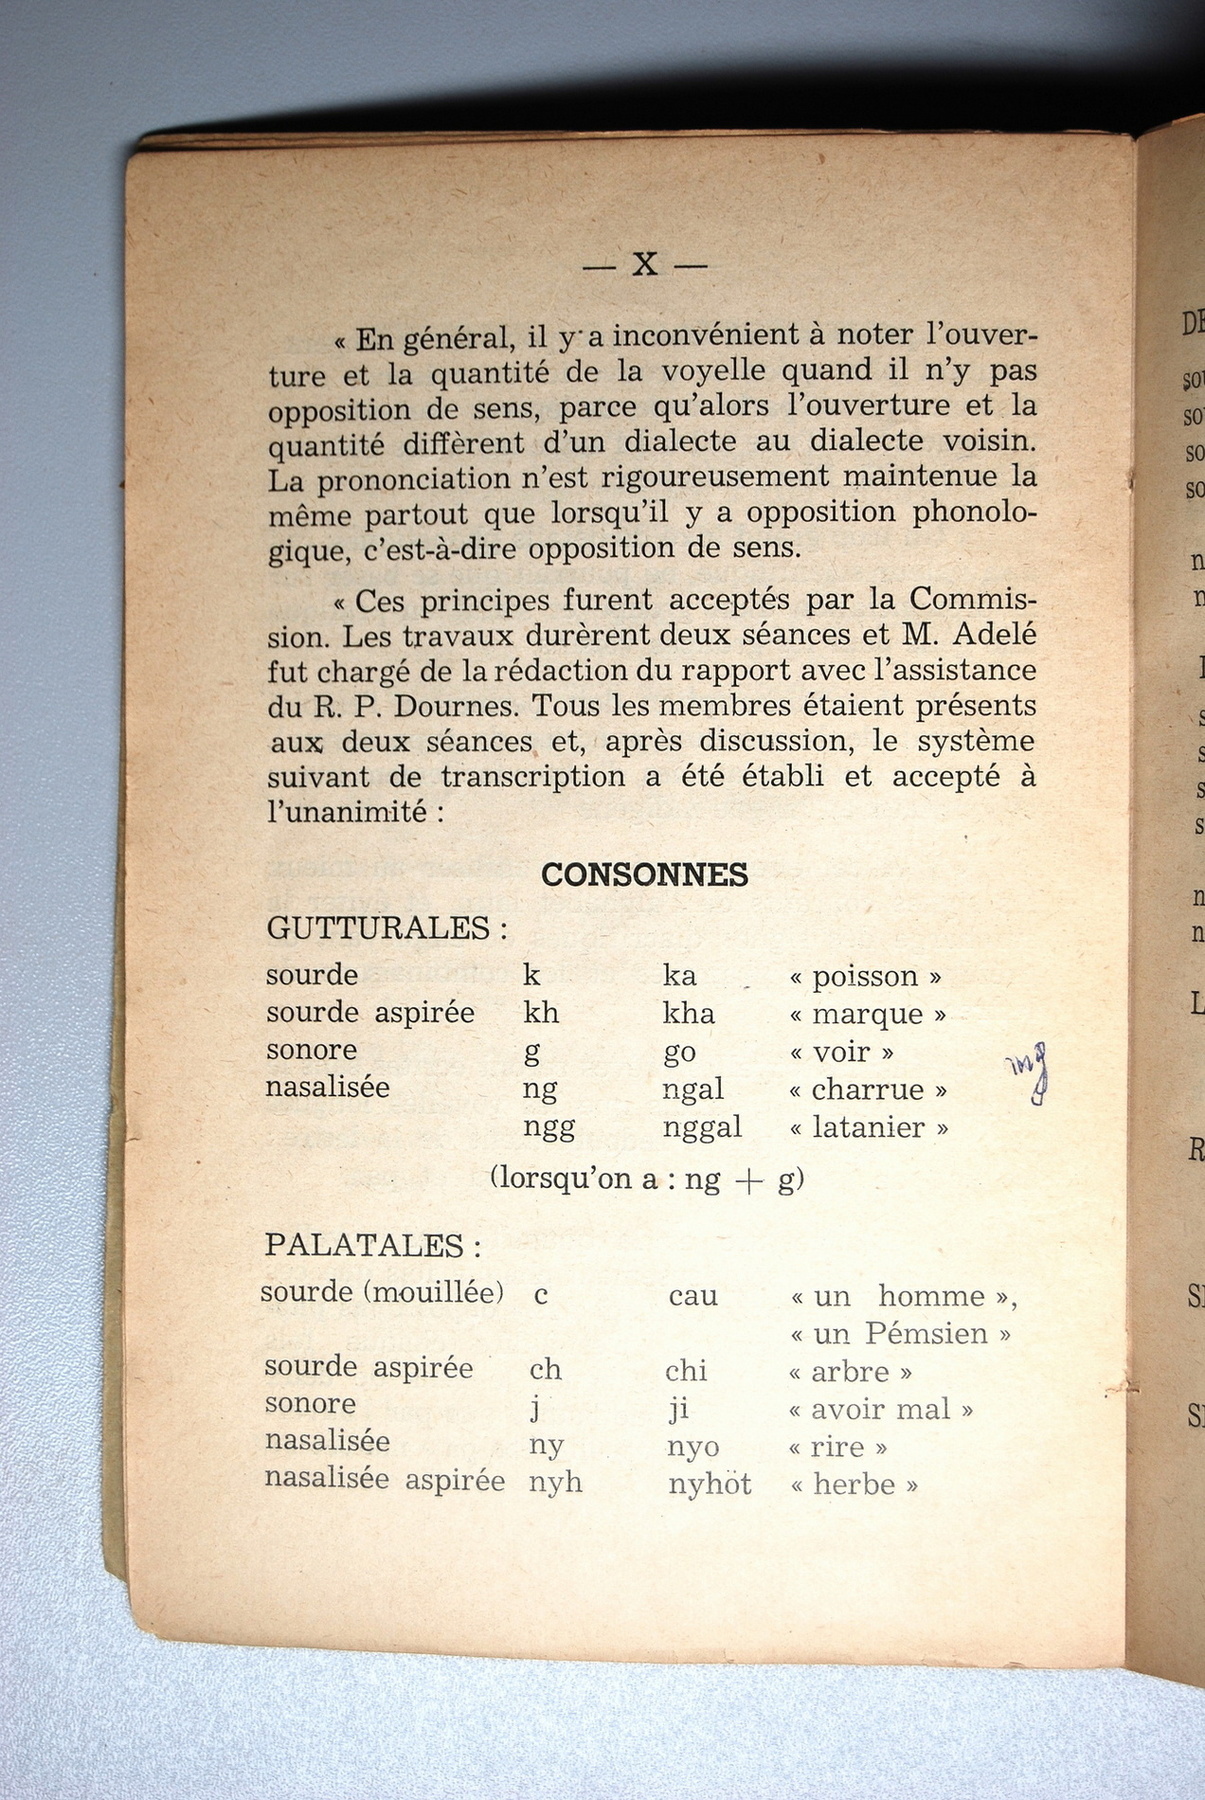 — X —
« En général, il y a inconvénient à noter l'ouver-
ture et la quantité de la voyelle quand il n'y pas
opposition de sens, parce qu'alors l'ouverture et la
quantité diffèrent d'un dialecte au dialecte voisin.
La prononciation n'est rigoureusement maintenue la
même partout que lorsqu'il y a opposition phonolo-
gique, c'est-à-dire opposition de sens.
« Ces principes furent acceptés par la Commis-
sion. Les travaux durèrent deux séances et M. Adelé
fut chargé de la rédaction du rapport avec l'assistance
du R. P. Dournes. Tous les membres étaient présents
aux deux séances et, après discussion, le système
suivant de transcription a été établi et accepté à
l'unanimité :
CONSONNES
GUTTURALES :
sourde k ka « poisson »
sourde aspirée kh kha « marque »
sonore g go « voir »
nasalisée ng ngal « charrue »
ngg nggal « latanier »
(lorsqu'on a : ng + g)
PALATALES :
sourde (mouillée) c cau « un homme »,
« un Pémsien »
sourde aspirée ch chi « arbre »
sonore j ji « avoir mal »
nasalisée ny nyo « rire »
nasalisée aspirée nyh nyhöt « herbe »